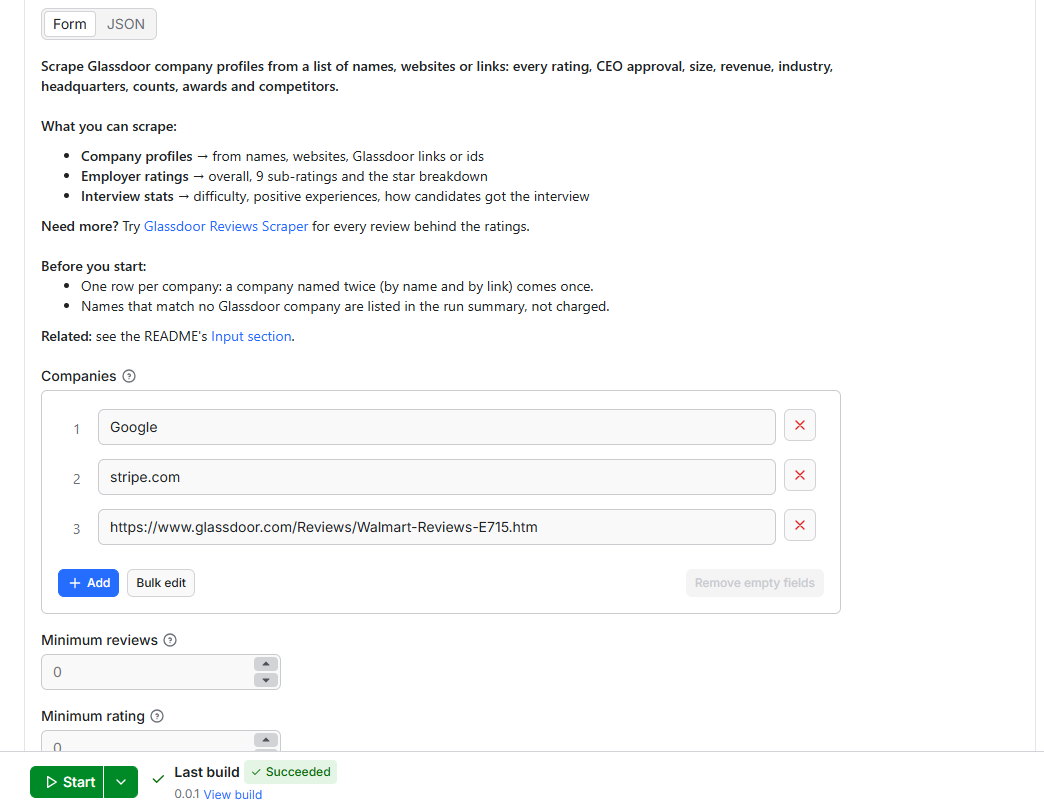 Form JSON
Scrape Glassdoor company profiles from a list of names, websites or links: every rating, CEO approval, size, revenue, industry,
headquarters, counts, awards and competitors.
What you can scrape:
• Company profiles → from names, websites, Glassdoor links or ids
• Employer ratings → overall, 9 sub-ratings and the star breakdown
• Interview stats → difficulty, positive experiences, how candidates got the interview
Need more? Try Glassdoor Reviews Scraper for every review behind the ratings.
Before you start:
• One row per company: a company named twice (by name and by link) comes once.
• Names that match no Glassdoor company are listed in the run summary, not charged.
Related: see the README's Input section.
Companies ?
1 Google
2 stripe.com
3 https://www.glassdoor.com/Reviews/Walmart-Reviews-E715.htm
+ Add Bulk edit Remove empty fields
Minimum reviews ?
0
Minimum rating ?
0
Start Last build Succeeded
0.0.1 View build